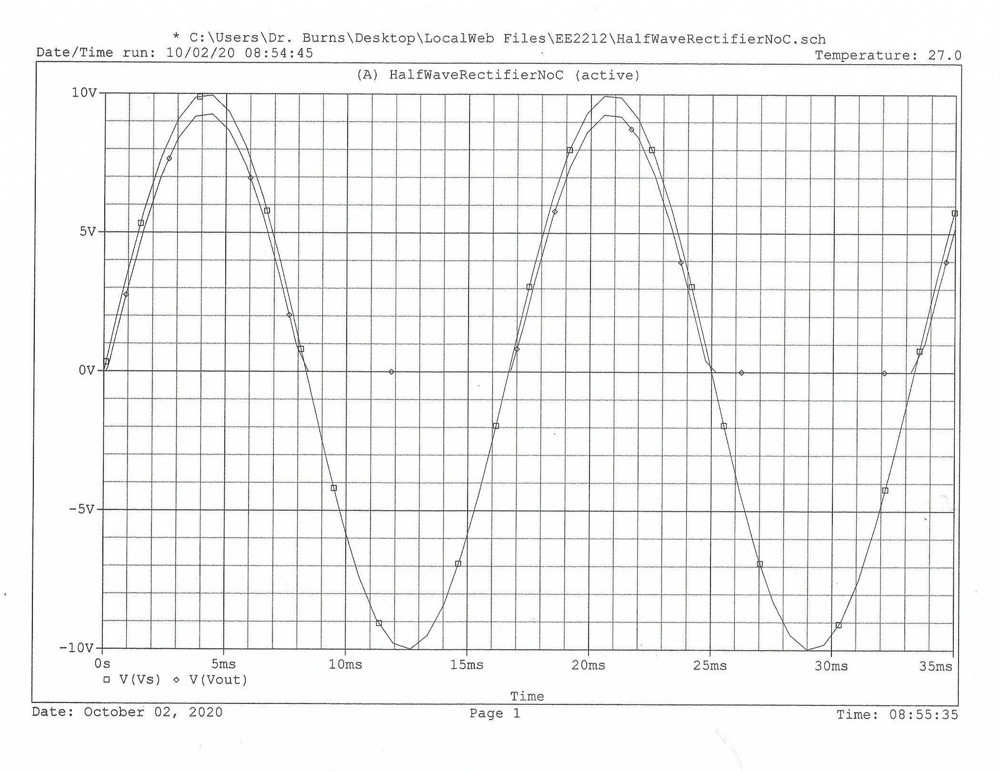 * C:\Users\Dr. Burns\Desktop\LocalWeb Files\EE2212\HalfWaveRectifierNoC.sch
Date/Time run: 10/02/20 08:54:45 Temperature: 27.0
(A) HalfWaveRectifierNoC (active)
10V
5V
0V
-5V
-10V
0s 5ms 10ms 15ms 20ms 25ms 30ms 35ms
V(Vs) V(Vout)
Time
Date: October 02, 2020 Page 1 Time: 08:55:35